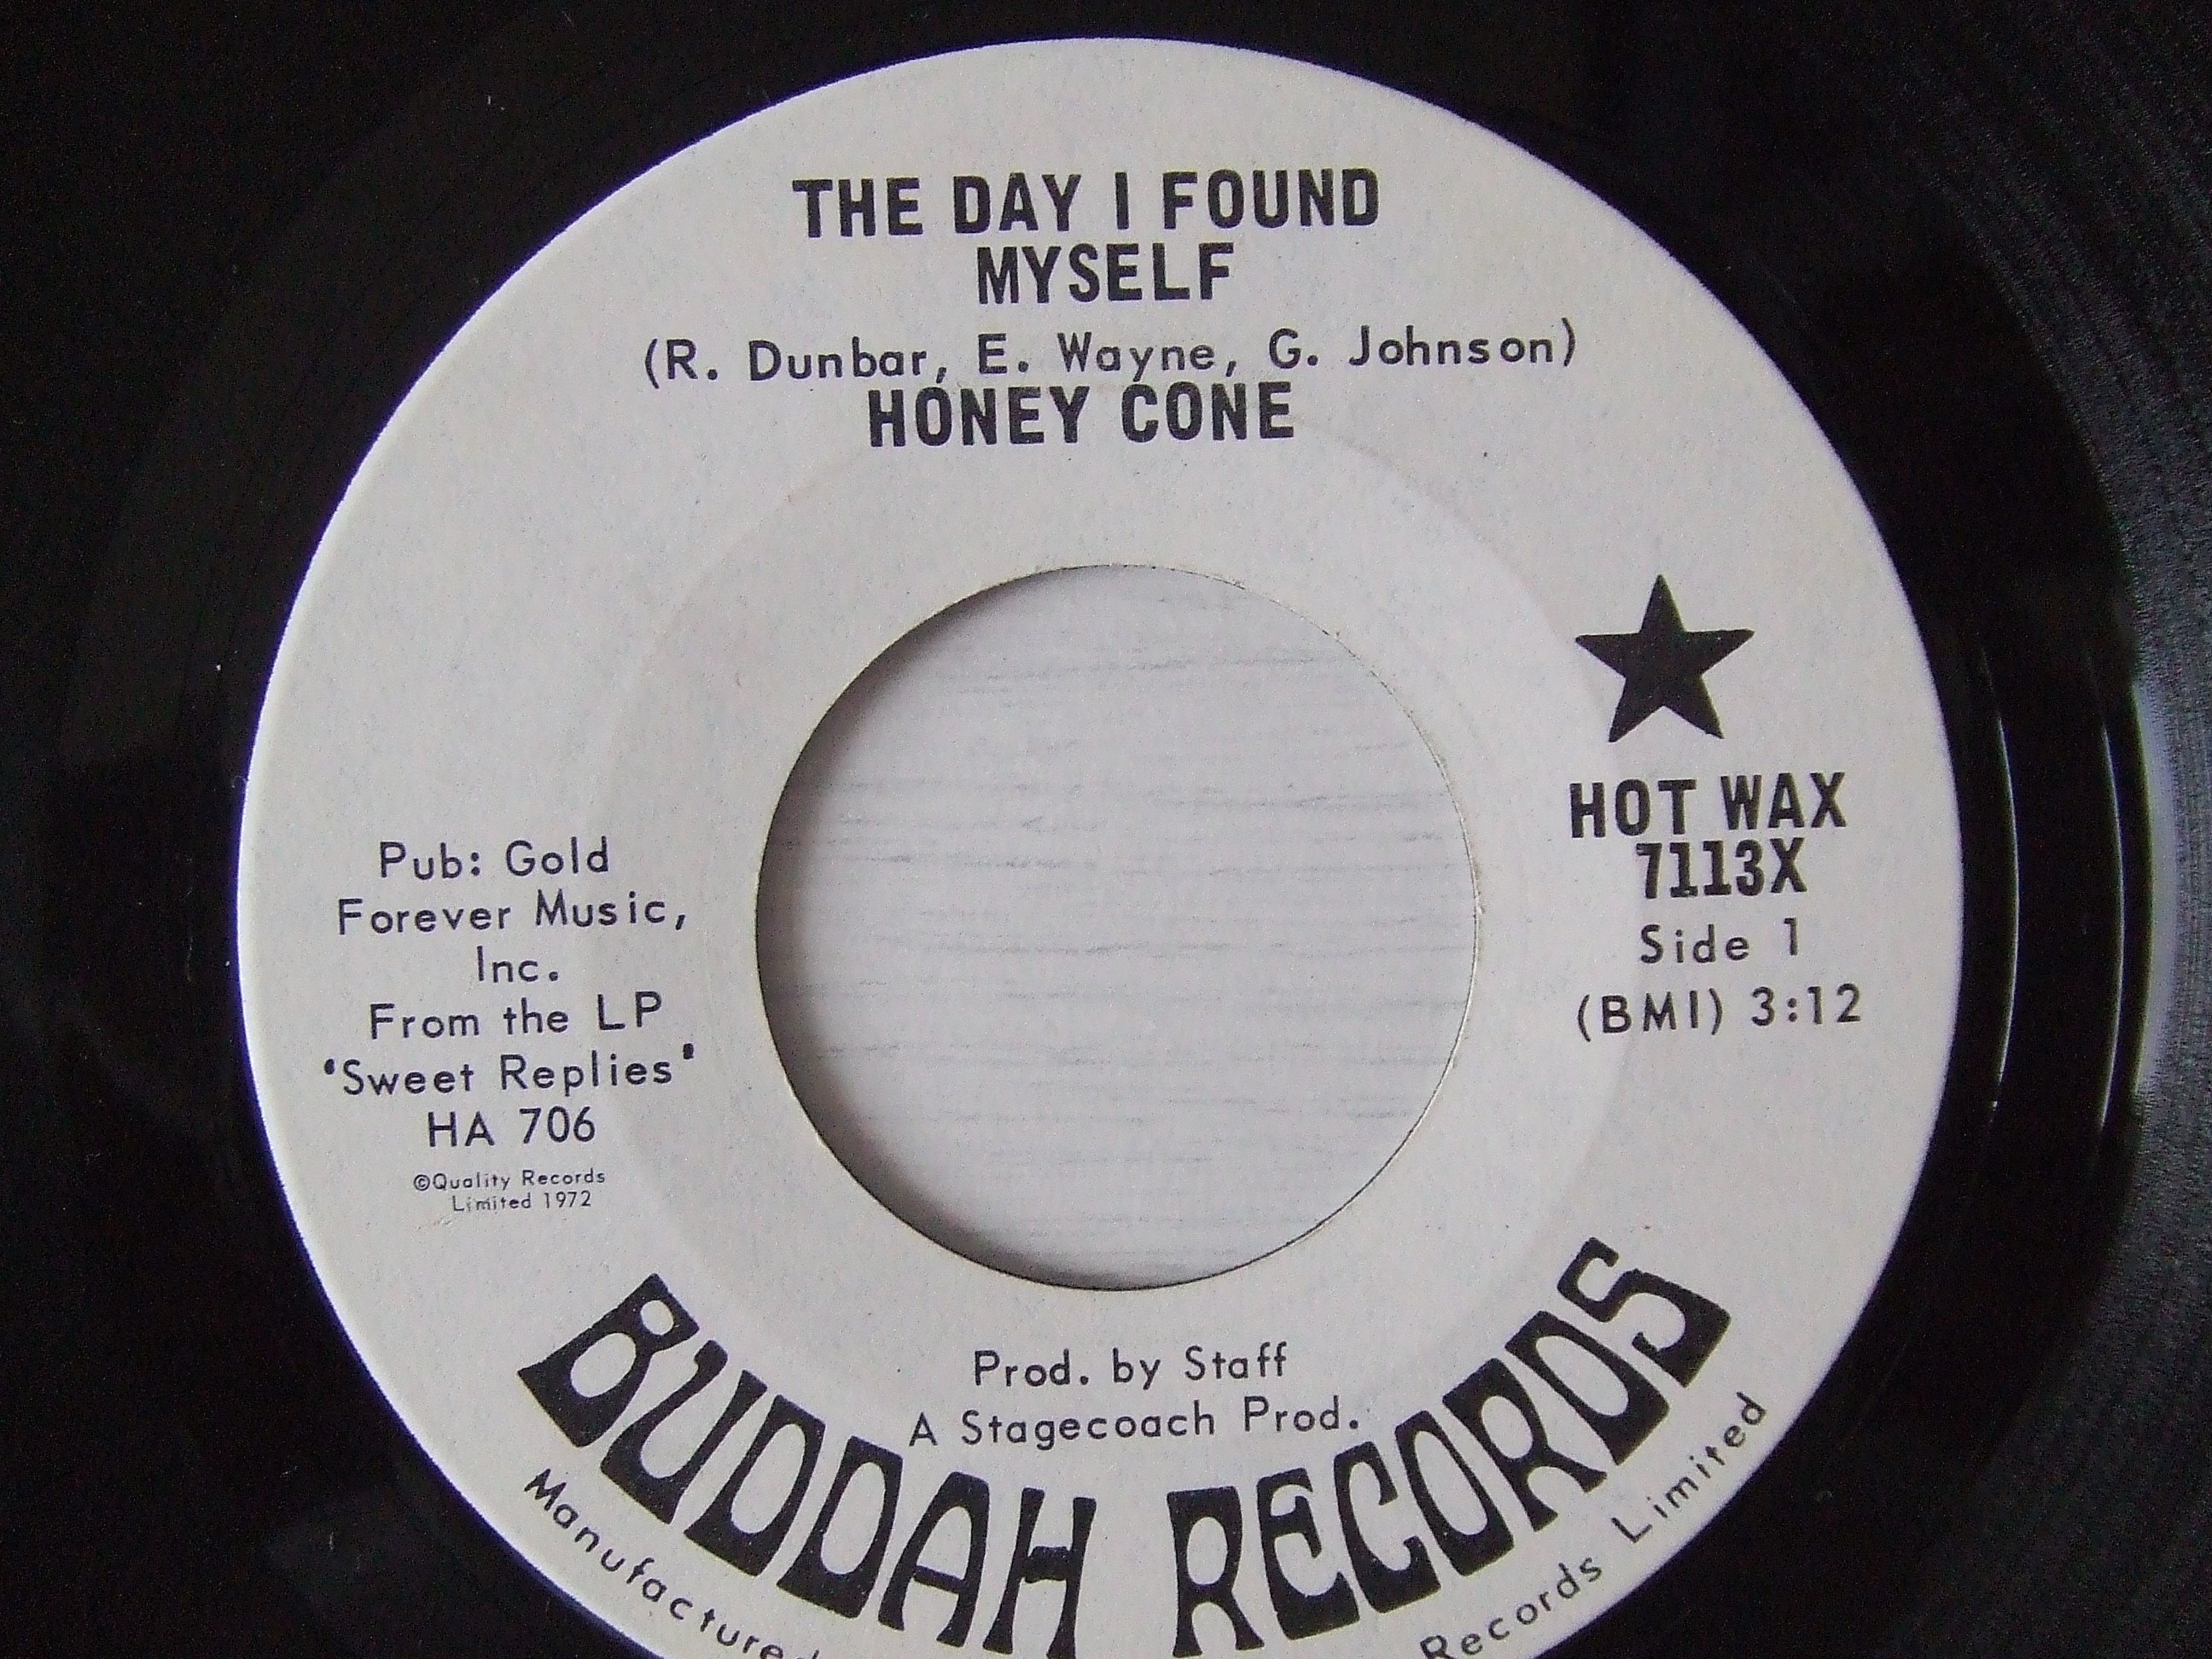 THE DAY I FOUND
MYSELF
(R. Dunbar, E. Wayne, G. Johnson)
HONEY CONE
HOT WAX
7113X
Side 1
(BMI) 3:12
Pub: Gold
Forever Music,
Inc.
From the LP
'Sweet Replies'
HA 706
©Quality Records
Limited 1972
Prod. by Staff
A Stagecoach Prod.
BUDDAH RECORDS
Manufactured
Records Limited